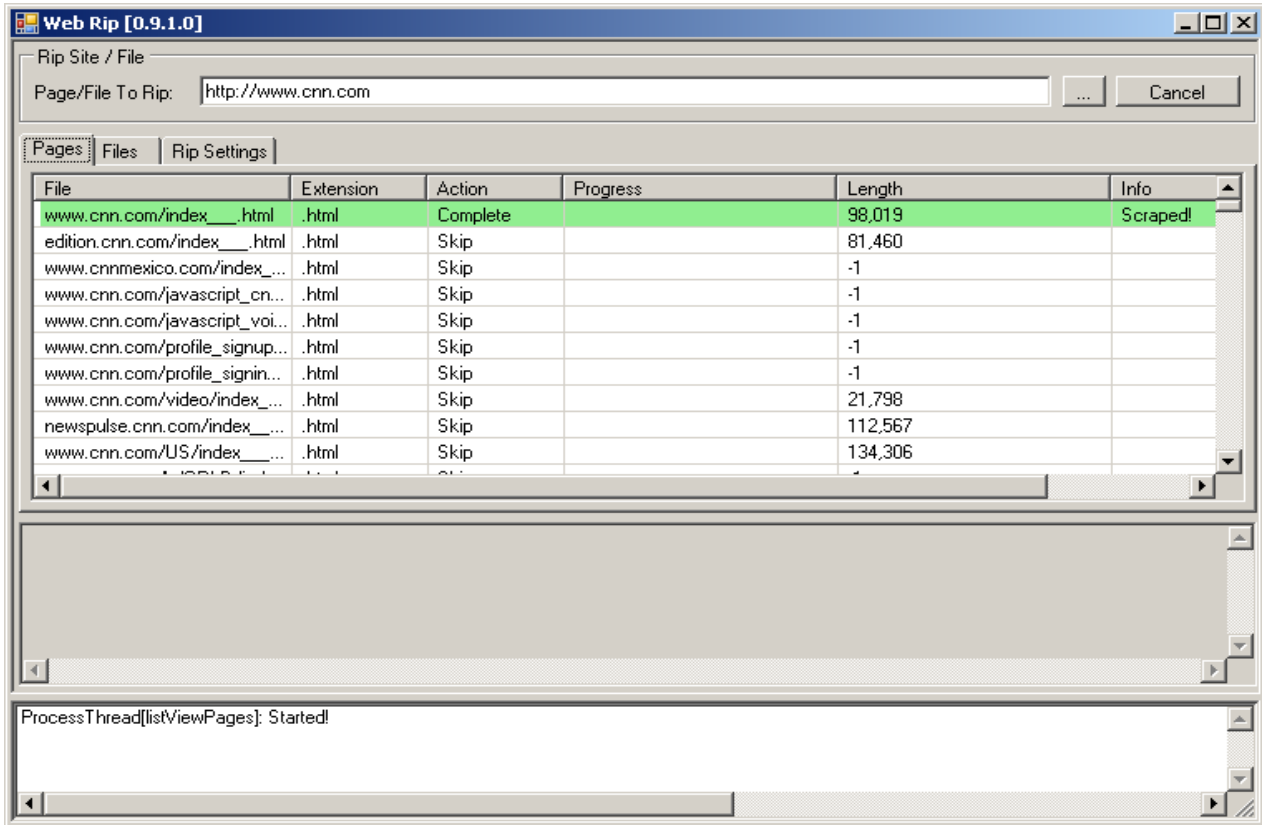 Web Rip [0.9.1.0]
Rip Site / File
Page/File To Rip: http://www.cnn.com ... Cancel
Pages Files Rip Settings
File Extension Action Progress Length Info
www.cnn.com/index___.html .html Complete 98,019 Scraped!
edition.cnn.com/index___.html .html Skip 81,460
www.cnnmexico.com/index_... .html Skip -1
www.cnn.com/javascript_cn... .html Skip -1
www.cnn.com/javascript_voi... .html Skip -1
www.cnn.com/profile_signup... .html Skip -1
www.cnn.com/profile_signin... .html Skip -1
www.cnn.com/video/index_... .html Skip 21,798
newspulse.cnn.com/index__... .html Skip 112,567
www.cnn.com/US/index___... .html Skip 134,306
ProcessThread[listViewPages]: Started!